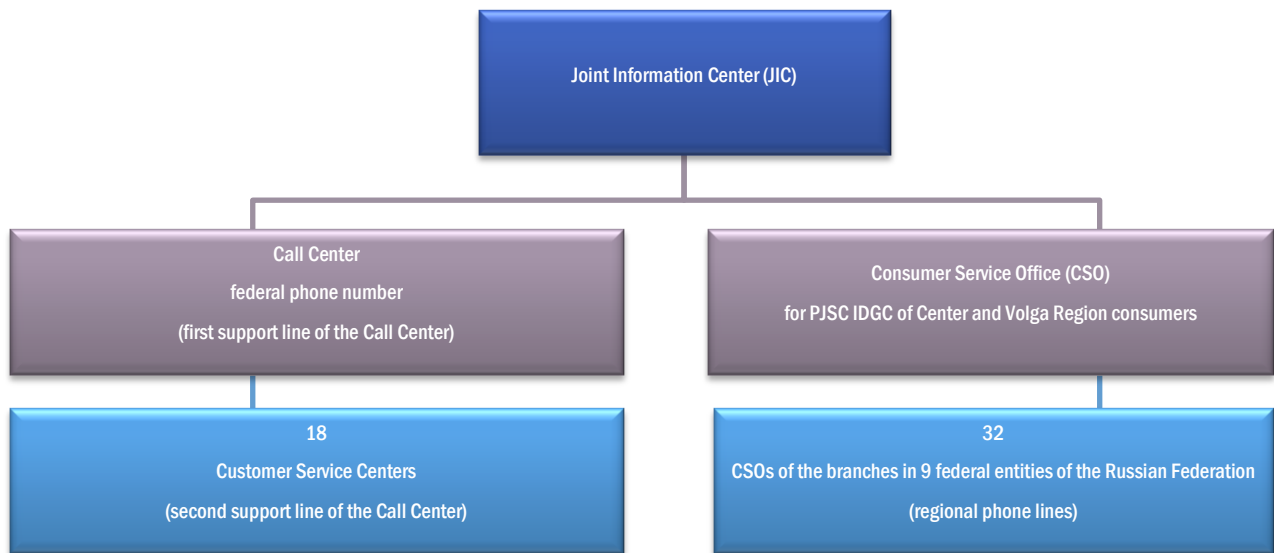 Joint Information Center (JIC)
Call Center
federal phone number
(first support line of the Call Center)
Consumer Service Office (CSO)
for PJSC IDGC of Center and Volga Region consumers
18
Customer Service Centers
(second support line of the Call Center)
32
CSOs of the branches in 9 federal entities of the Russian Federation
(regional phone lines)